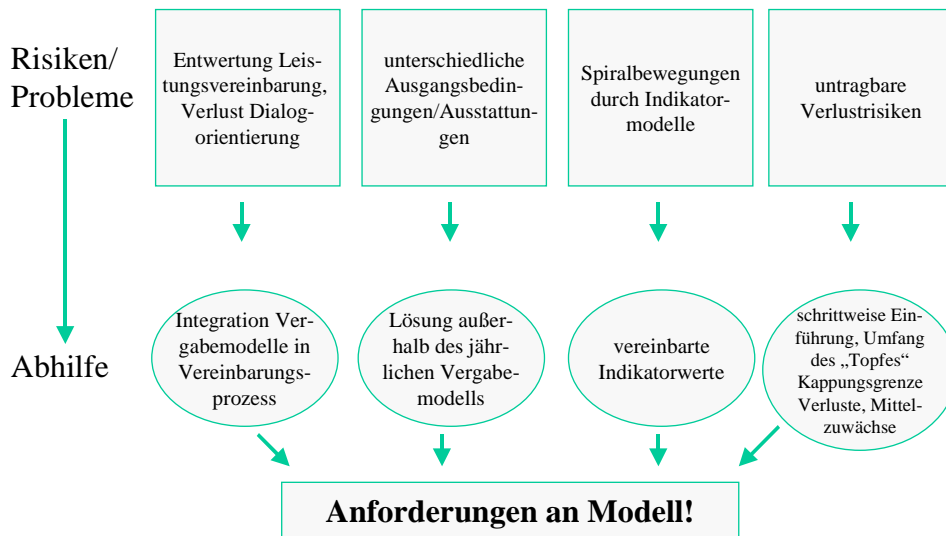 Risiken/
Probleme
Entwertung Leis-
tungsvereinbarung,
Verlust Dialog-
orientierung
unterschiedliche
Ausgangsbedin-
gungen/Ausstattun-
gen
Spiralbewegungen
durch Indikator-
modelle
untragbare
Verlustrisiken
Abhilfe
Integration Ver-
gabemodelle in
Vereinbarungs-
prozess
Lösung außer-
halb des jähr-
lichen Vergabe-
modells
vereinbarte
Indikatorwerte
schrittweise Ein-
führung, Umfang
des „Topfes“
Kappungsgrenze
Verluste, Mittel-
zuwächse
Anforderungen an Modell!